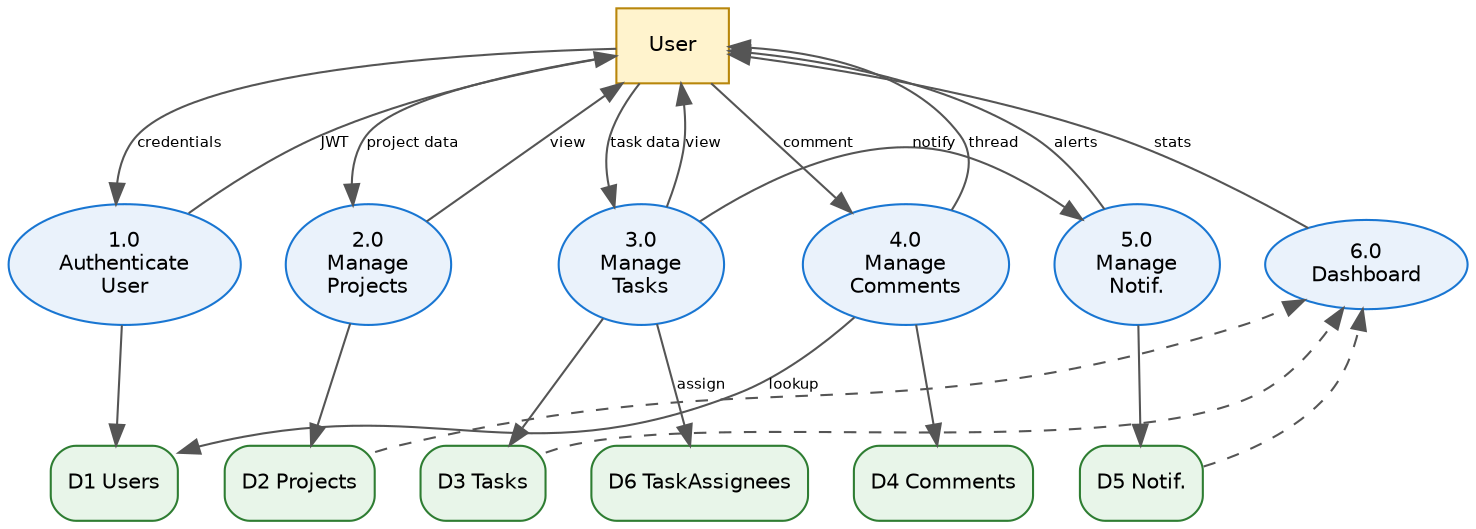 User
credentials
JWT
project data
view
task data
view
comment
notify
thread
alerts
stats
1.0
Authenticate
User
2.0
Manage
Projects
3.0
Manage
Tasks
4.0
Manage
Comments
5.0
Manage
Notif.
6.0
Dashboard
assign
lookup
D1 Users
D2 Projects
D3 Tasks
D6 TaskAssignees
D4 Comments
D5 Notif.